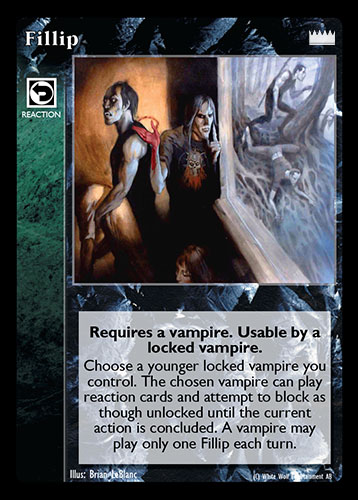 Fillip
REACTION
Requires a vampire. Usable by a
locked vampire.
Choose a younger locked vampire you
control. The chosen vampire can play
reaction cards and attempt to block as
though unlocked until the current
action is concluded. A vampire may
play only one Fillip each turn.
Illus: Brian LeBlanc
(C) White Wolf Entertainment AB